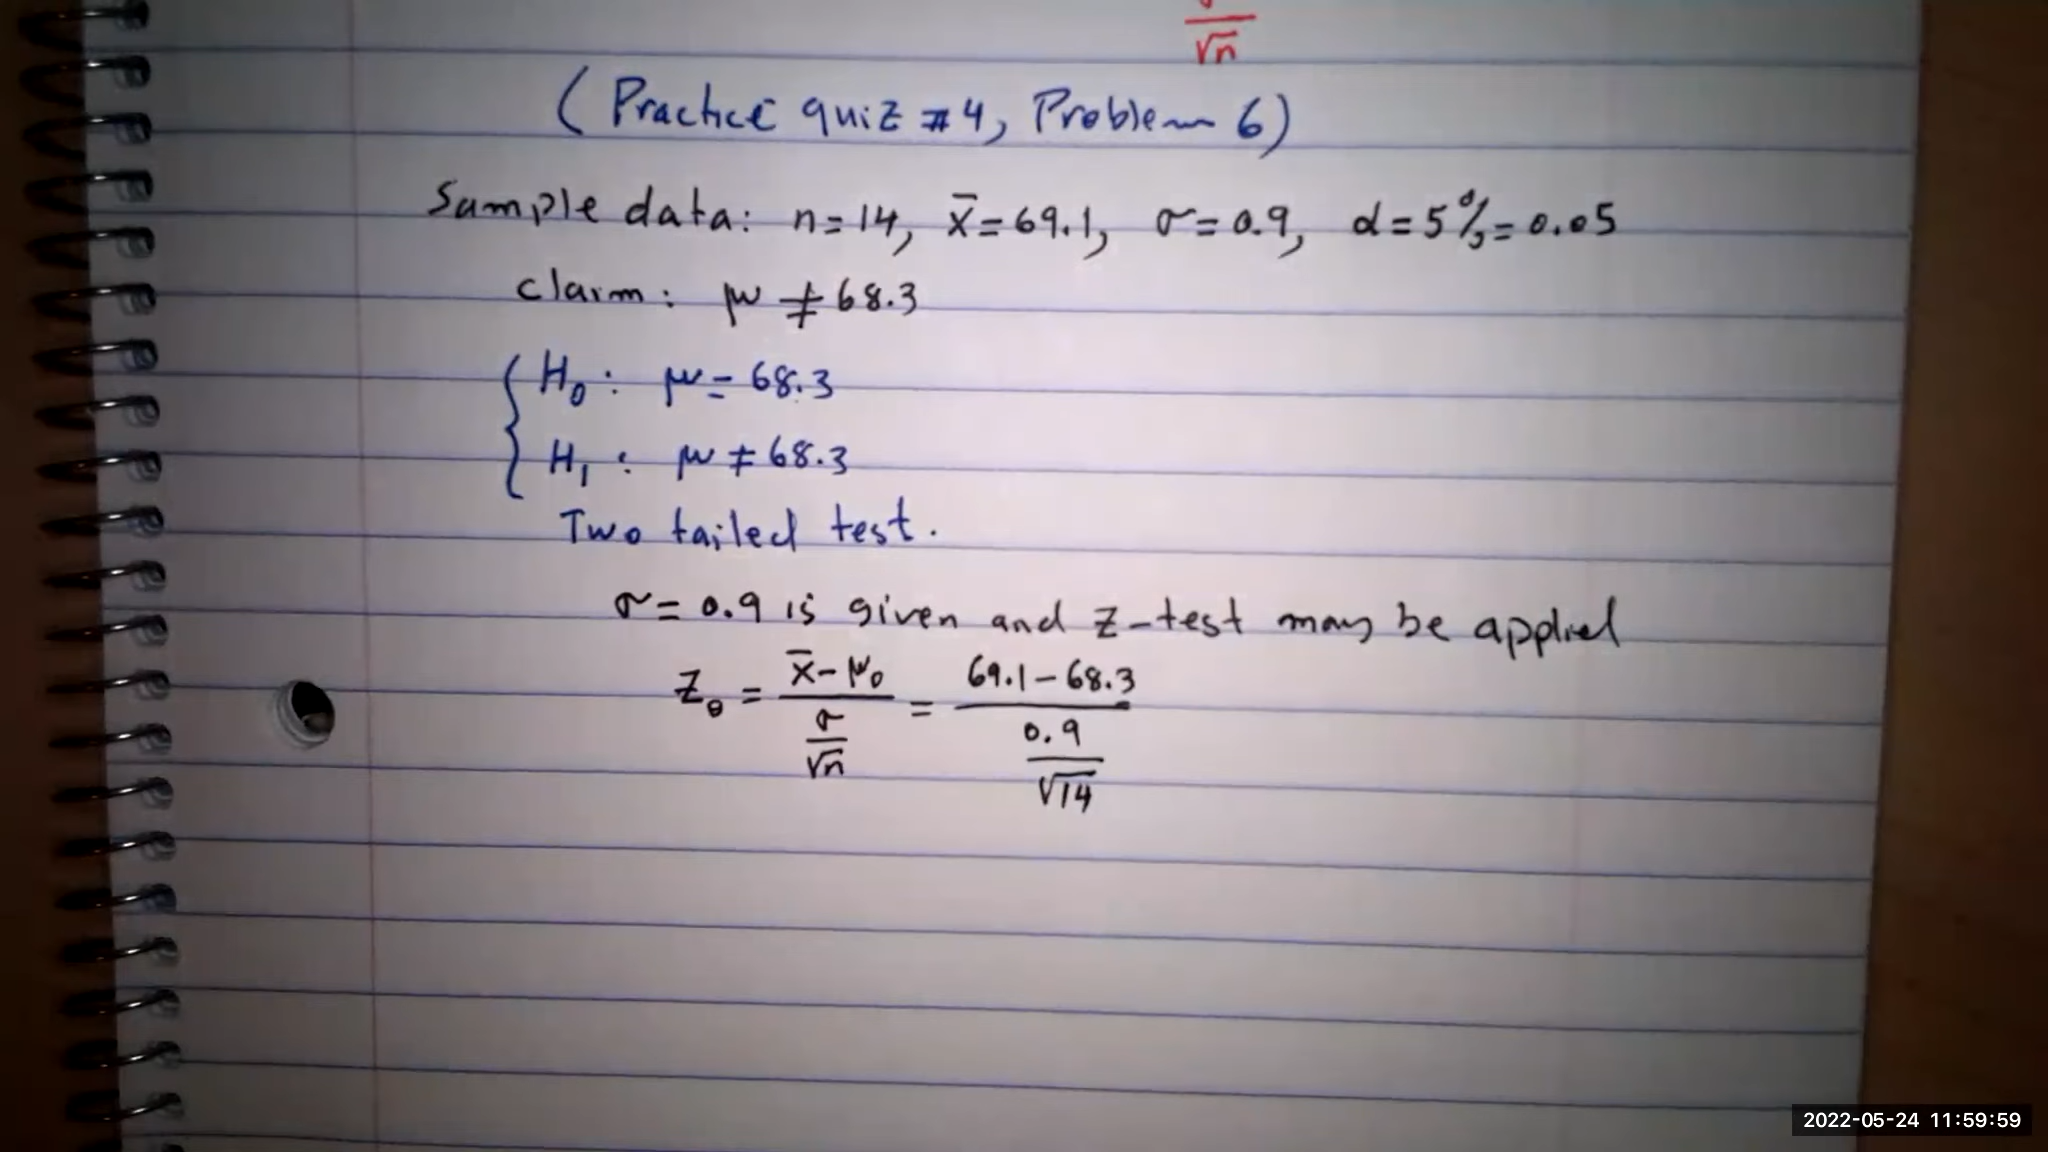 √n
(Practice quiz #4, Problem 6)
Sample data: n=14, x̄=69.1, σ=0.9, α=5%=0.05
claim: μ≠68.3
H₀: μ=68.3
H₁: μ≠68.3
Two tailed test.
σ=0.9 is given and z-test may be applied
Z₀ = (x̄-μ₀)/(σ/√n) = (69.1-68.3)/(0.9/√14)
2022-05-24 11:59:59